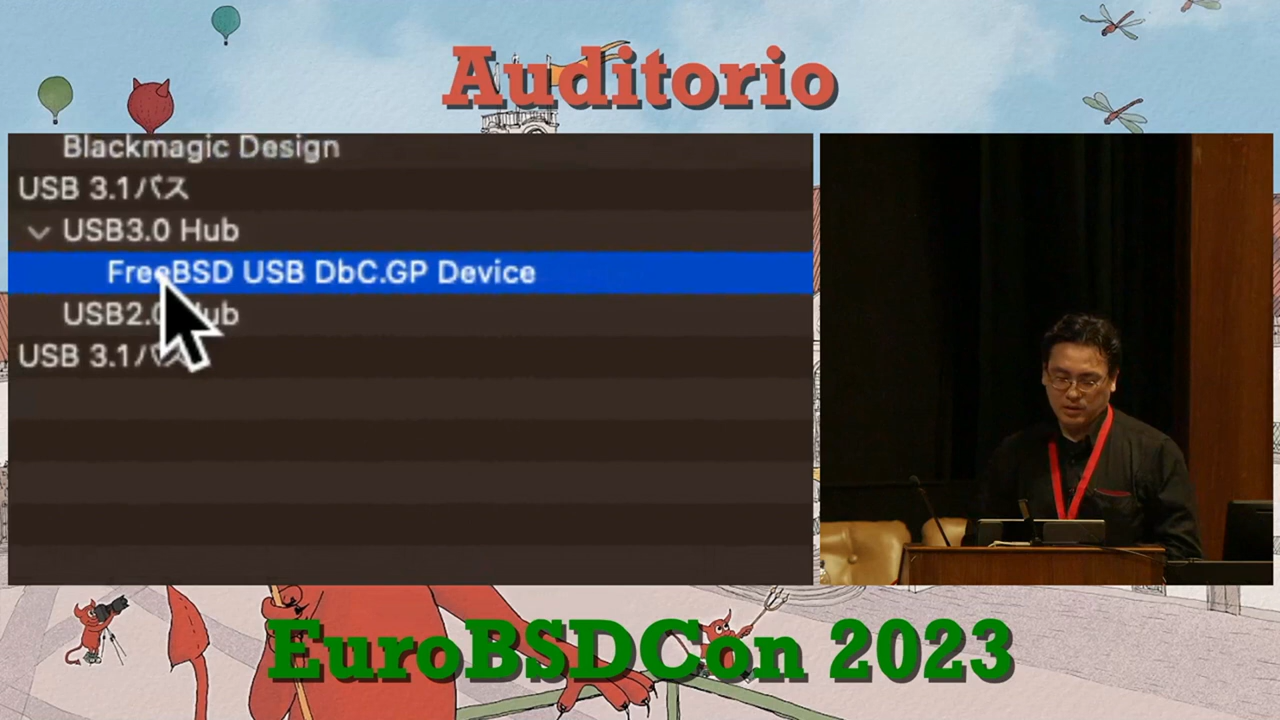 Auditorio
Blackmagic Design
USB 3.1バス
USB3.0 Hub
FreeBSD USB DbC.GP Device
USB2.0 Hub
USB 3.1バス
EuroBSDCon 2023